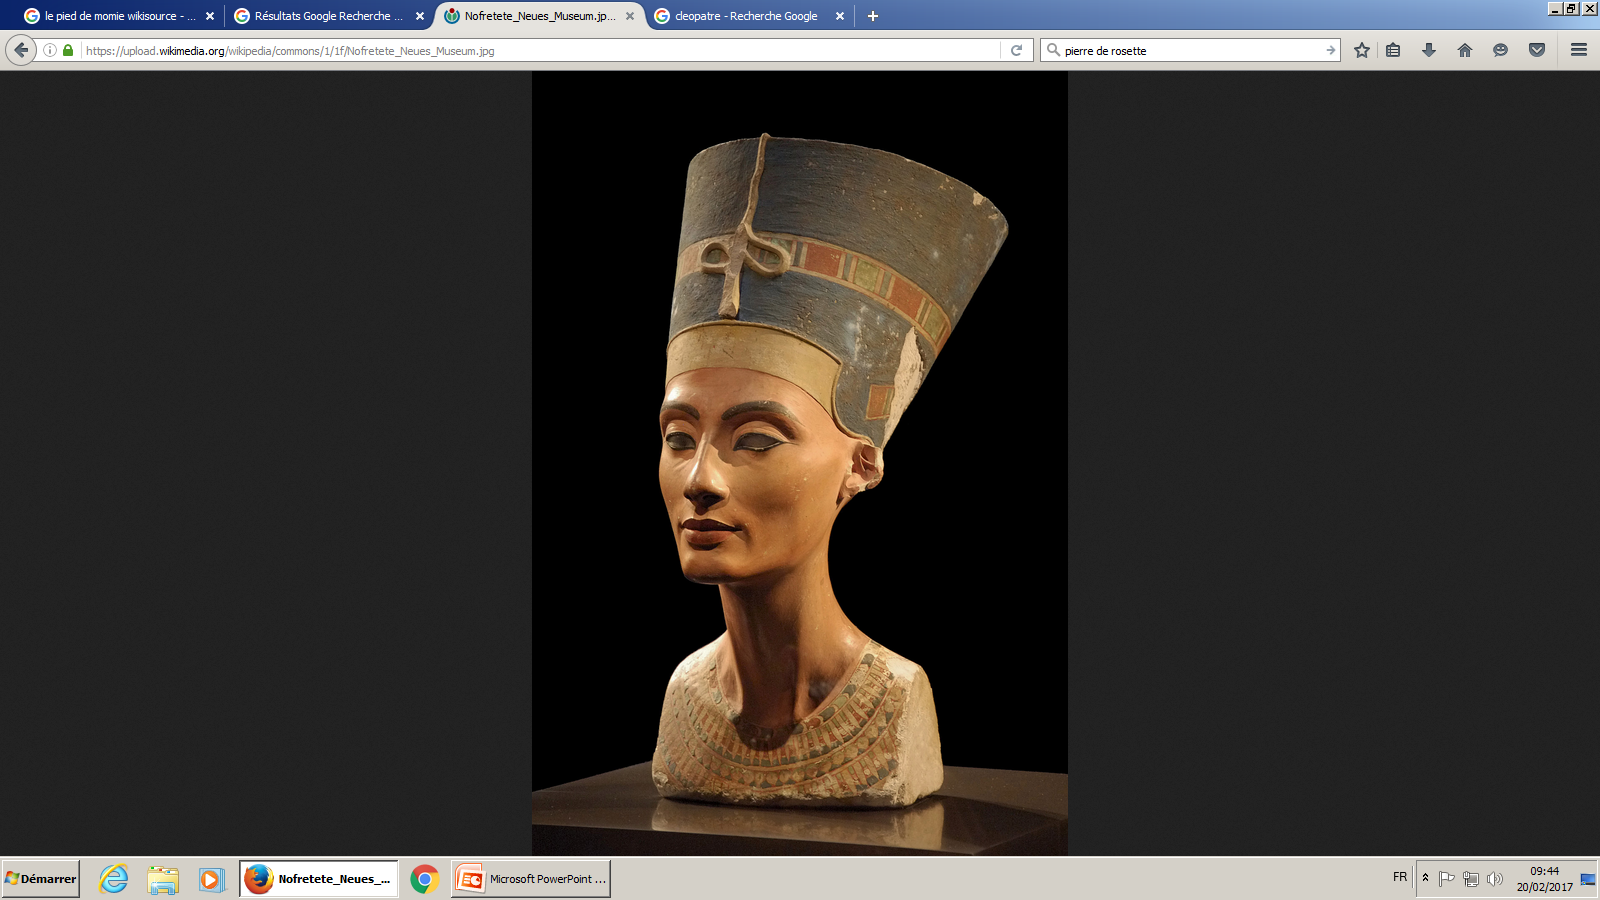 le pied de momie wikisource - ...
Résultats Google Recherche ...
Nofretete_Neues_Museum.jp...
cleopatre - Recherche Google
https://upload.wikimedia.org/wikipedia/commons/1/1f/Nofretete_Neues_Museum.jpg
pierre de rosette
Démarrer
Nofretete_Neues_...
Microsoft PowerPoint ...
FR
09:44
20/02/2017